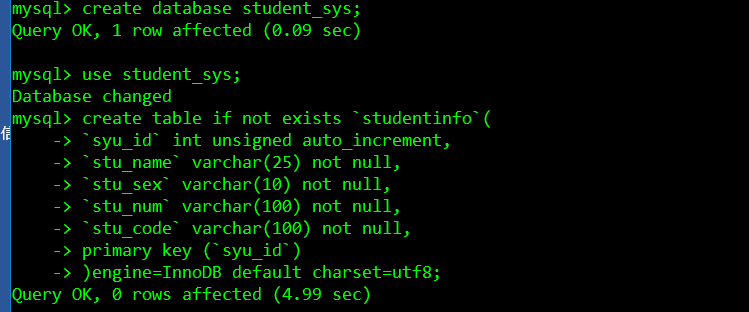 mysql> create database student_sys;
Query OK, 1 row affected (0.09 sec)
mysql> use student_sys;
Database changed
mysql> create table if not exists `studentinfo`(
-> `syu_id` int unsigned auto_increment,
-> `stu_name` varchar(25) not null,
-> `stu_sex` varchar(10) not null,
-> `stu_num` varchar(100) not null,
-> `stu_code` varchar(100) not null,
-> primary key (`syu_id`)
-> )engine=InnoDB default charset=utf8;
Query OK, 0 rows affected (4.99 sec)